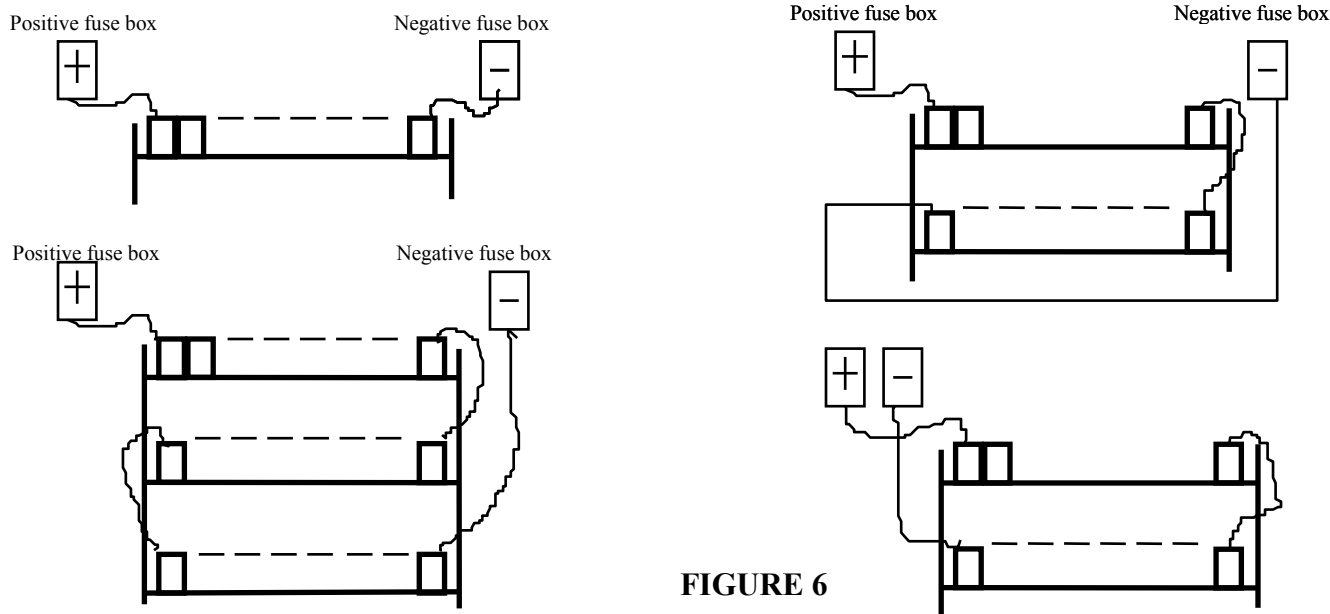 Positive fuse box
Negative fuse box
+
−
Positive fuse box
Negative fuse box
+
−
Positive fuse box
Negative fuse box
+
−
+
−
FIGURE 6